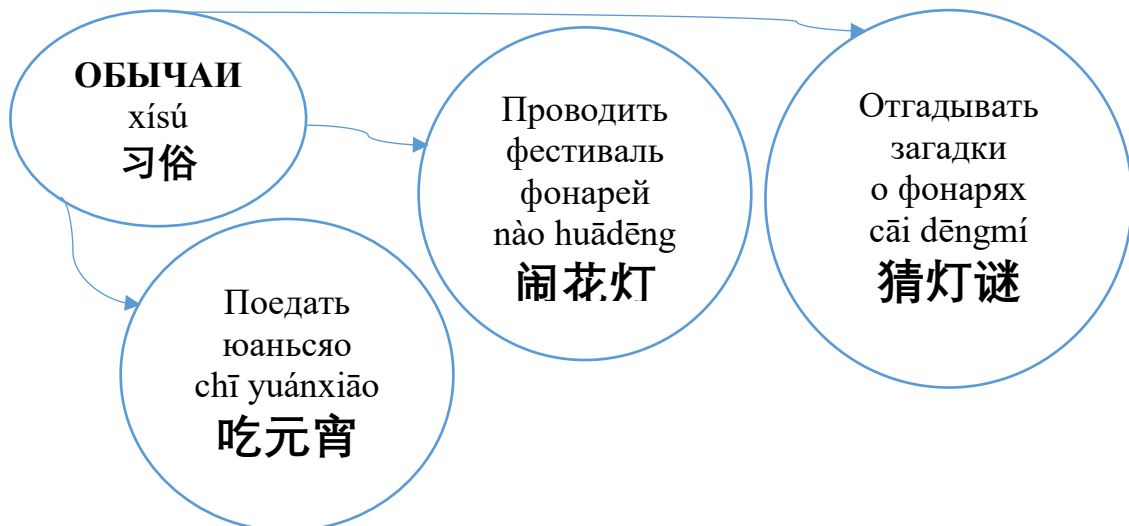 ОБЫЧАИ
xísú
习俗
Проводить
фестиваль
фонарей
nào huādēng
闹花灯
Отгадывать
загадки
о фонарях
cāi dēngmí
猜灯谜
Поедать
юаньсяо
chī yuánxiāo
吃元宵